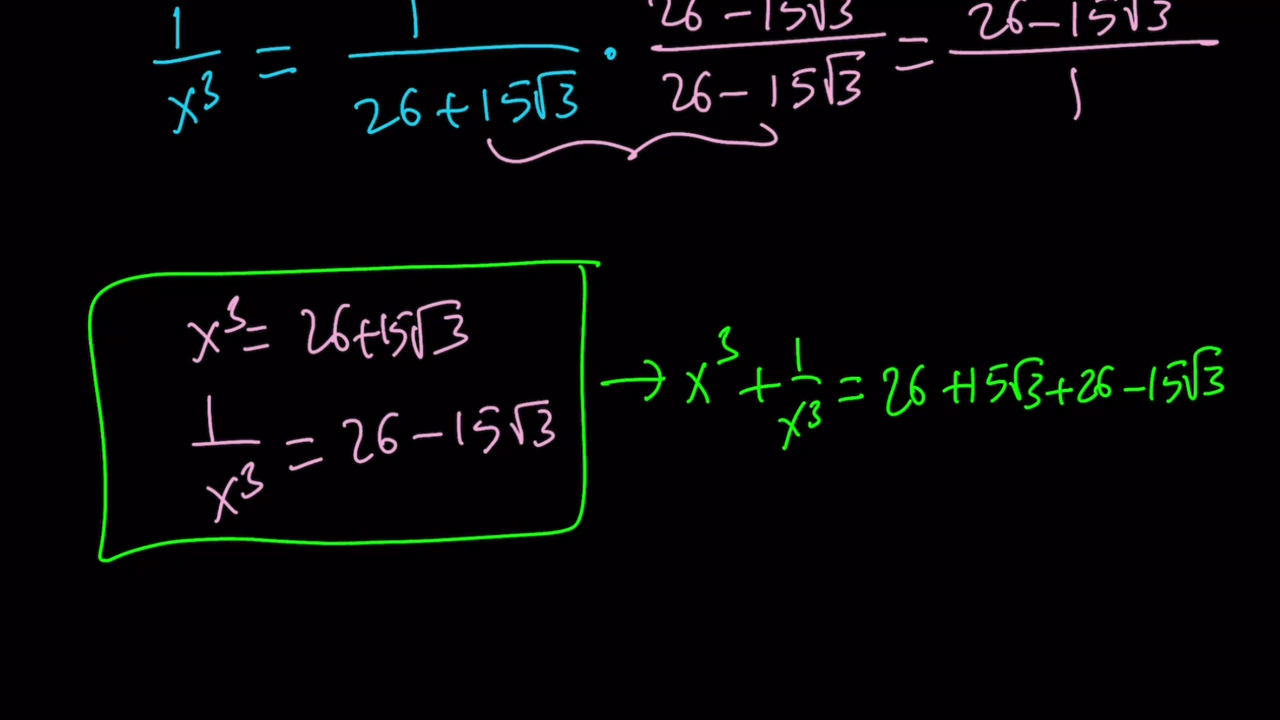 1/x³ = 1/(26+15√3) · (26-15√3)/(26-15√3) = (26-15√3)/1
x³ = 26+15√3
1/x³ = 26-15√3
→ x³ + 1/x³ = 26+15√3+26-15√3